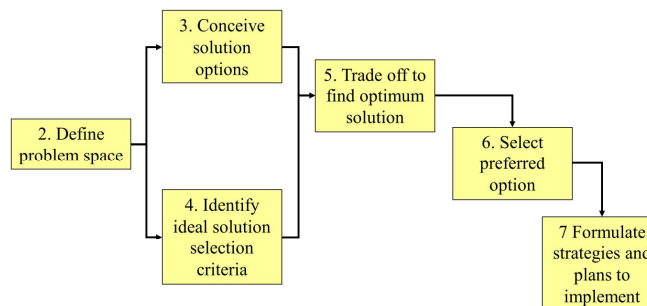 3. Conceive
solution
options
2. Define
problem space
4. Identify
ideal solution
selection
criteria
5. Trade off to
find optimum
solution
6. Select
preferred
option
7 Formulate
strategies and
plans to
implement